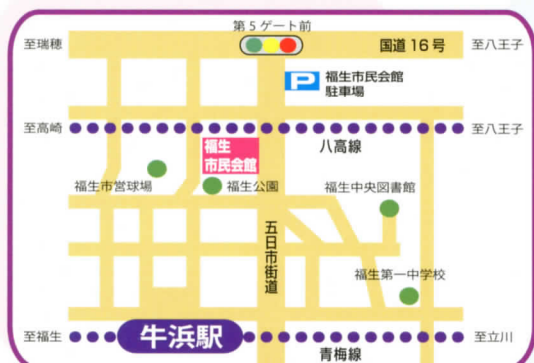 第5ゲート前
至瑞穂
国道16号
至八王子
P
福生市民会館
駐車場
至高崎
至八王子
八高線
福生
市民会館
福生市営球場
福生公園
福生中央図書館
五日市街道
福生第一中学校
至福生
牛浜駅
至立川
青梅線